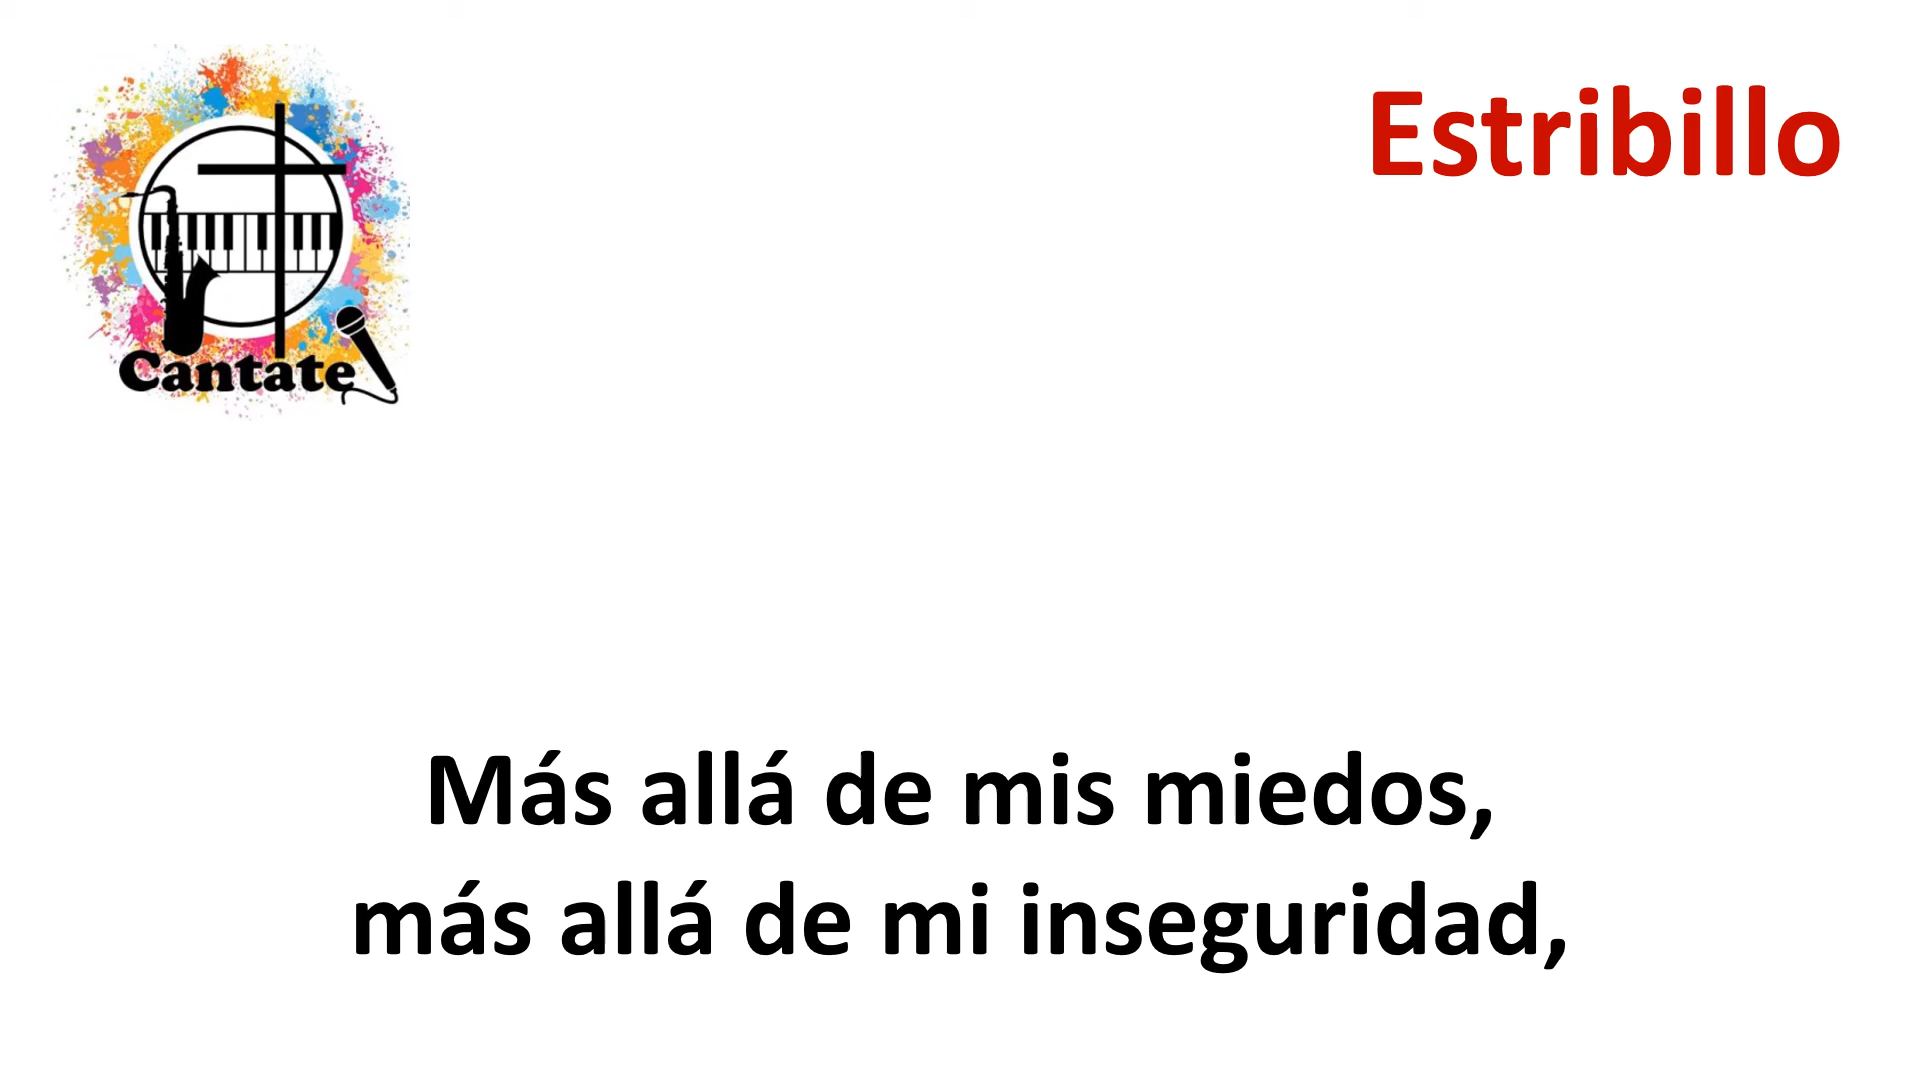 Cantate
Estribillo
Más allá de mis miedos,
más allá de mi inseguridad,